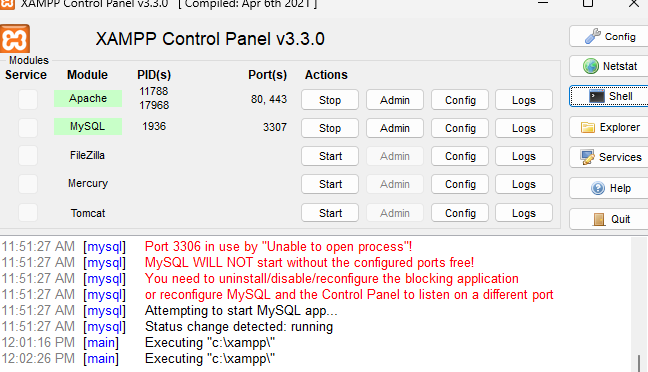 XAMPP Control Panel v3.3.0 [ Compiled: Apr 6th 2021 ]
XAMPP Control Panel v3.3.0
Config
Modules
Service Module PID(s) Port(s) Actions
Netstat
Apache 11788 17968 80, 443 Stop Admin Config Logs
Shell
MySQL 1936 3307 Stop Admin Config Logs
Explorer
FileZilla Start Admin Config Logs
Services
Mercury Start Admin Config Logs
Help
Tomcat Start Admin Config Logs
Quit
11:51:27 AM [mysql] Port 3306 in use by "Unable to open process"!
11:51:27 AM [mysql] MySQL WILL NOT start without the configured ports free!
11:51:27 AM [mysql] You need to uninstall/disable/reconfigure the blocking application
11:51:27 AM [mysql] or reconfigure MySQL and the Control Panel to listen on a different port
11:51:27 AM [mysql] Attempting to start MySQL app...
11:51:27 AM [mysql] Status change detected: running
12:01:16 PM [main] Executing "c:\xampp\"
12:02:26 PM [main] Executing "c:\xampp\"